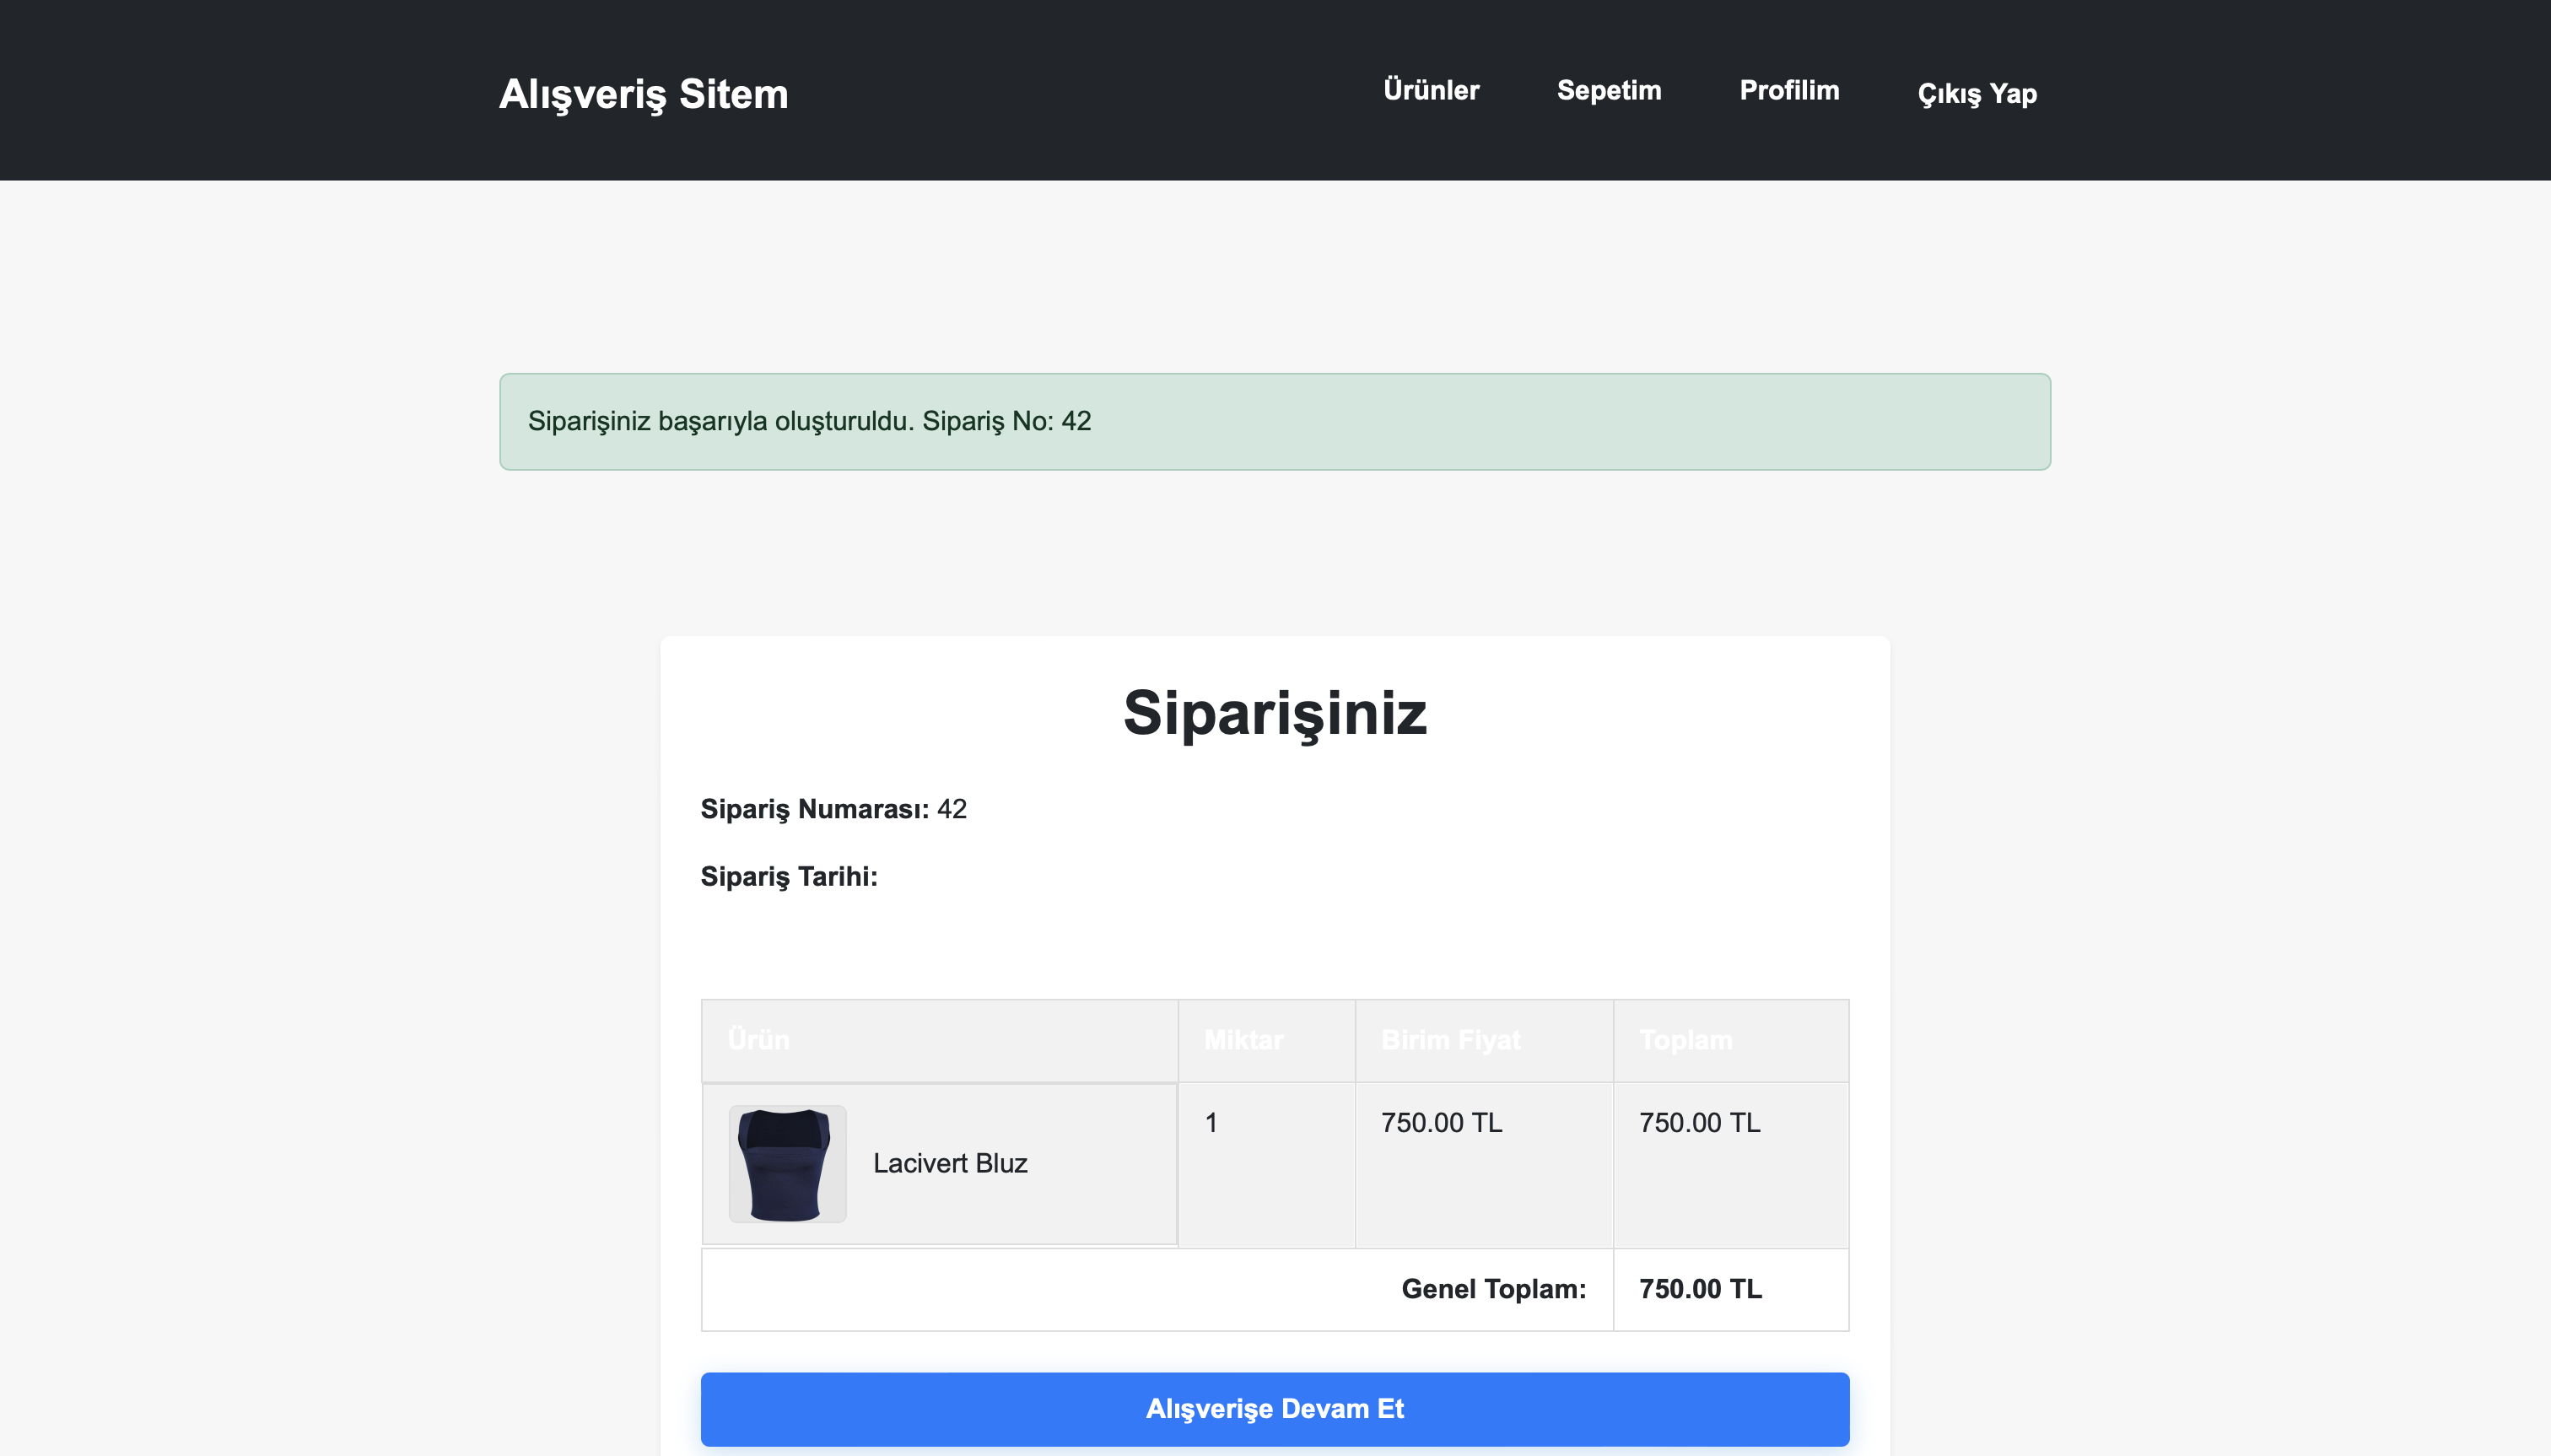 Alışveriş Sitem
Ürünler Sepetim Profilim Çıkış Yap
Siparişiniz başarıyla oluşturuldu. Sipariş No: 42
Siparişiniz
Sipariş Numarası: 42
Sipariş Tarihi:
Ürün Miktar Birim Fiyat Toplam
Lacivert Bluz 1 750.00 TL 750.00 TL
Genel Toplam: 750.00 TL
Alışverişe Devam Et